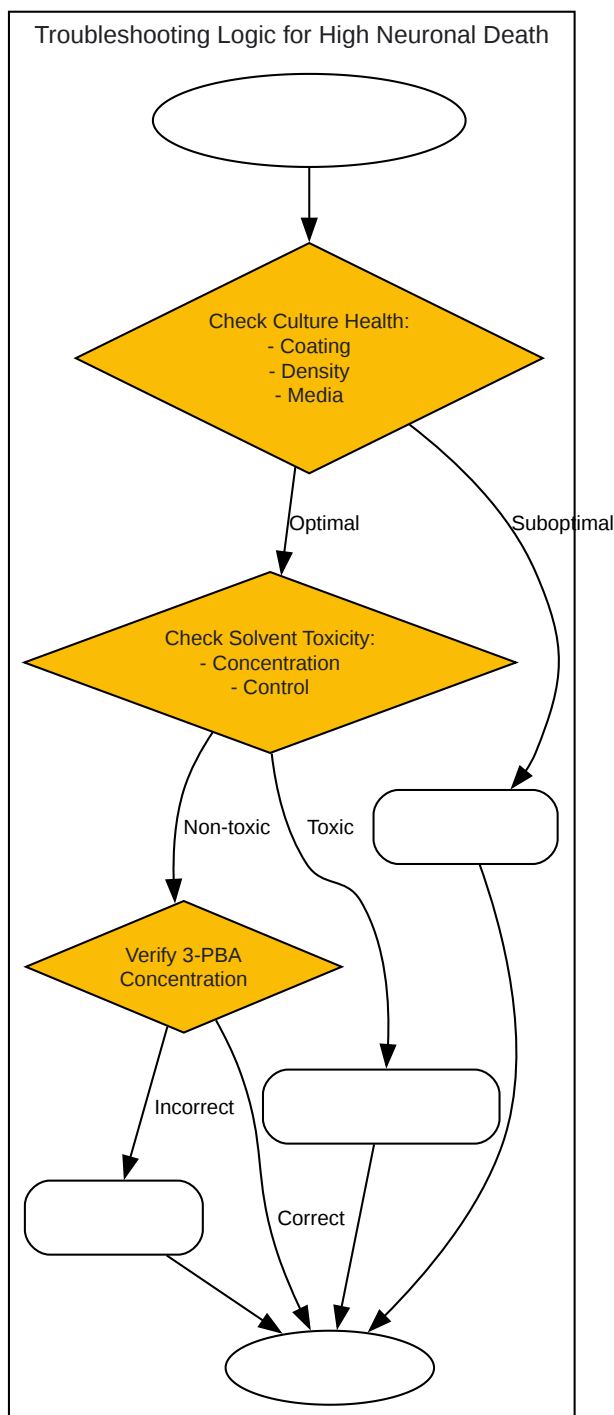 Troubleshooting Logic for High Neuronal Death
Check Culture Health:
- Coating
- Density
- Media
Optimal
Suboptimal
Check Solvent Toxicity:
- Concentration
- Control
Non-toxic
Toxic
Verify 3-PBA
Concentration
Incorrect
Correct